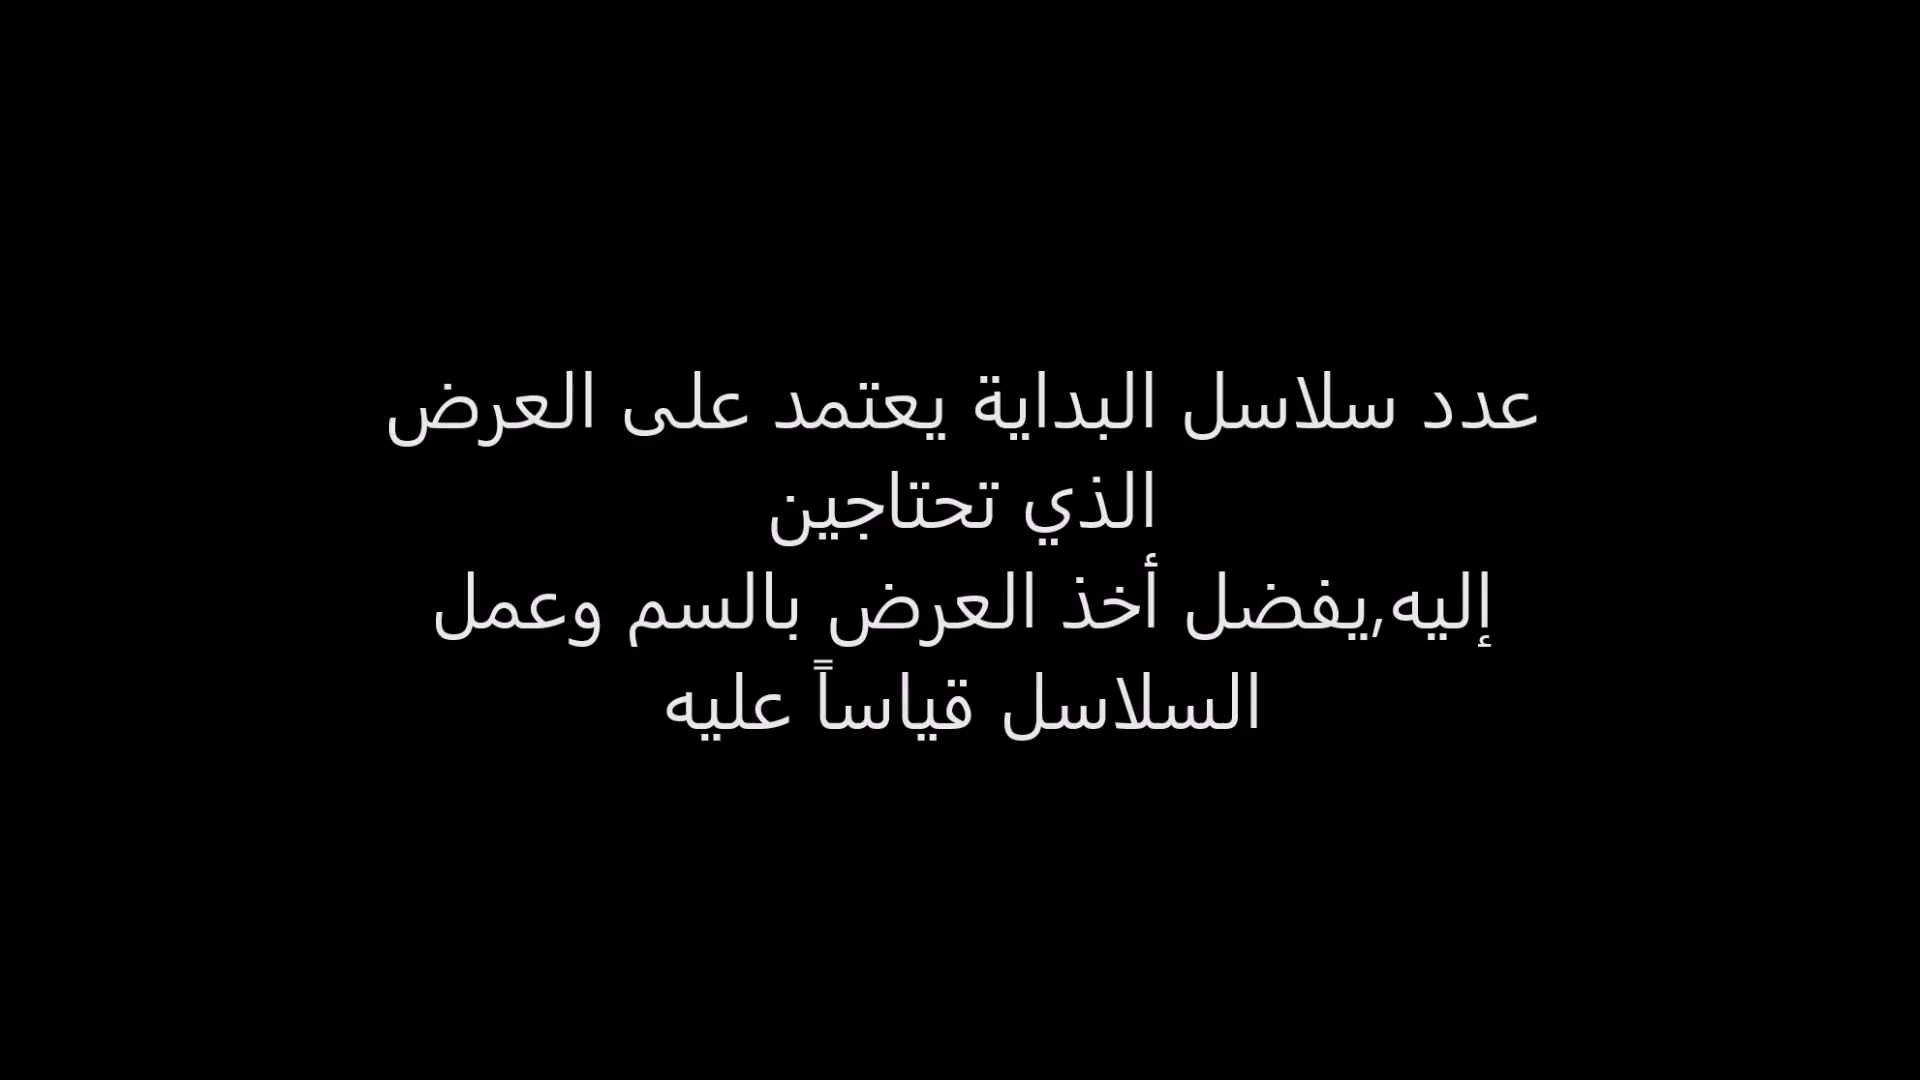 عدد سلاسل البداية يعتمد على العرض
الذي تحتاجين
إليه,يفضل أخذ العرض بالسم وعمل
السلاسل قياساً عليه